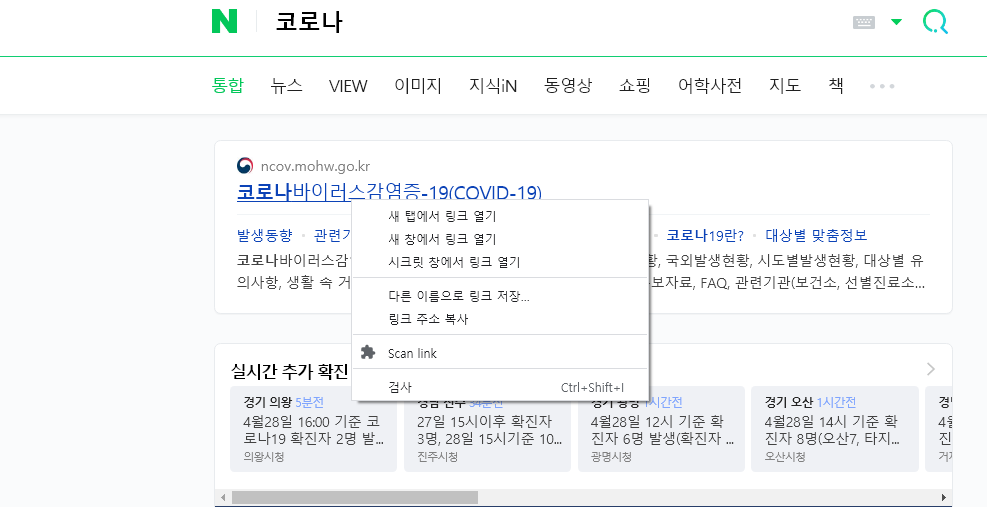 N 코로나
통합 뉴스 VIEW 이미지 지식iN 동영상 쇼핑 어학사전 지도 책
ncov.mohw.go.kr
코로나바이러스감염증-19(COVID-19)
발생동향 · 관련기 · 코로나19란? · 대상별 맞춤정보
코로나바이러스감 황, 국외발생현황, 시도별발생현황, 대상별 유
의사항, 생활 속 거 보자료, FAQ, 관련기관(보건소, 선별진료소...
새 탭에서 링크 열기
새 창에서 링크 열기
시크릿 창에서 링크 열기
다른 이름으로 링크 저장...
링크 주소 복사
Scan link
검사 Ctrl+Shift+I
실시간 추가 확진
경기 의왕 5분전
4월28일 16:00 기준 코
로나19 확진자 2명 발...
의왕시청
경남 진주 54분전
27일 15시이후 확진자
3명, 28일 15시기준 10...
진주시청
경기 광명 1시간전
4월28일 12시 기준 확
진자 6명 발생(확진자 ...
광명시청
경기 오산 1시간전
4월28일 14시 기준 확
진자 8명(오산7, 타지...
오산시청
경남
4월
진자
거제